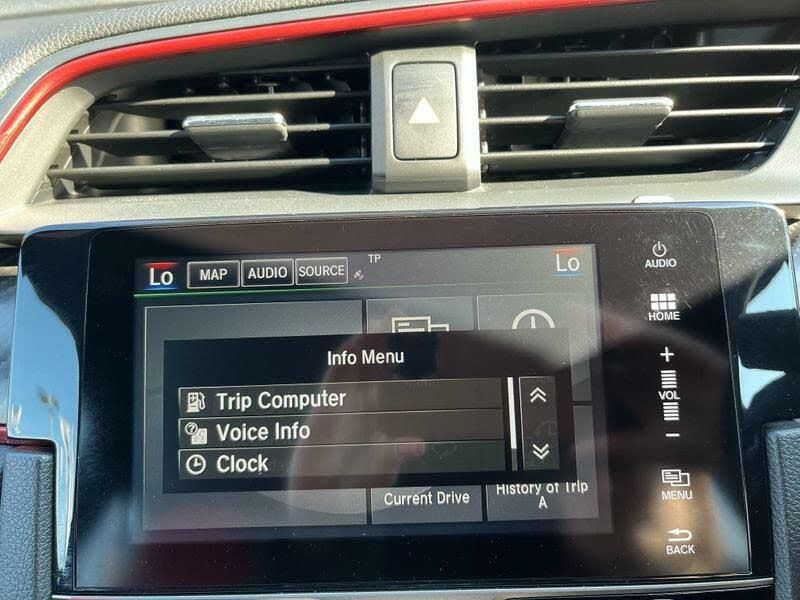 Lo MAP AUDIO SOURCE TP Lo
Info Menu
Trip Computer
Voice Info
Clock
Current Drive
History of Trip
A
AUDIO
HOME
+
VOL
−
MENU
BACK